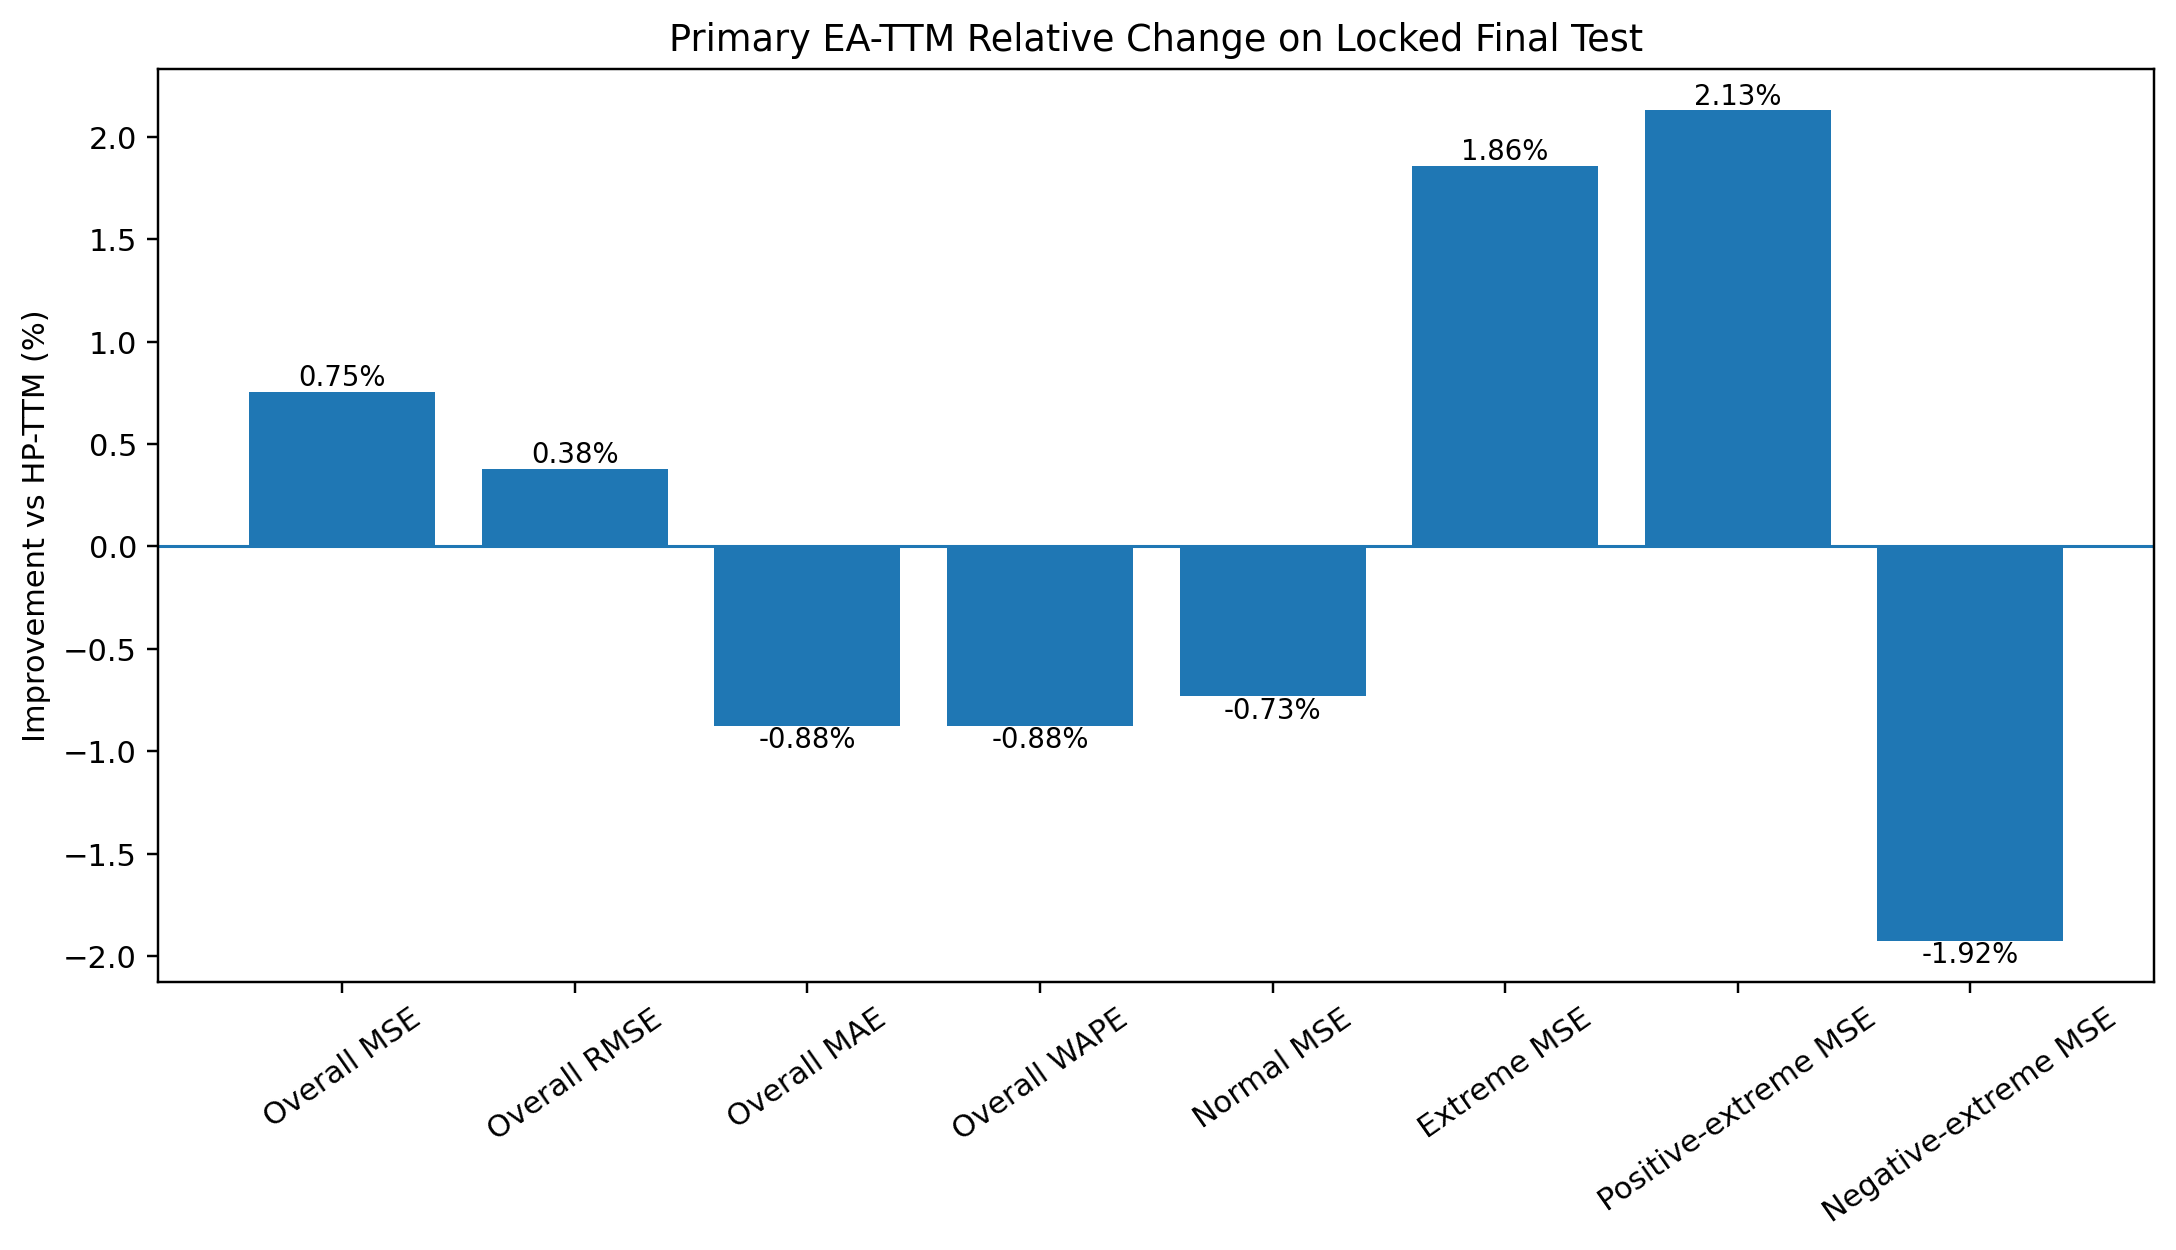 Primary EA-TTM Relative Change on Locked Final Test
Improvement vs HP-TTM (%)
2.0
1.5
1.0
0.5
0.0
−0.5
−1.0
−1.5
−2.0
0.75%
0.38%
-0.88%
-0.88%
-0.73%
1.86%
2.13%
-1.92%
Overall MSE
Overall RMSE
Overall MAE
Overall WAPE
Normal MSE
Extreme MSE
Positive-extreme MSE
Negative-extreme MSE